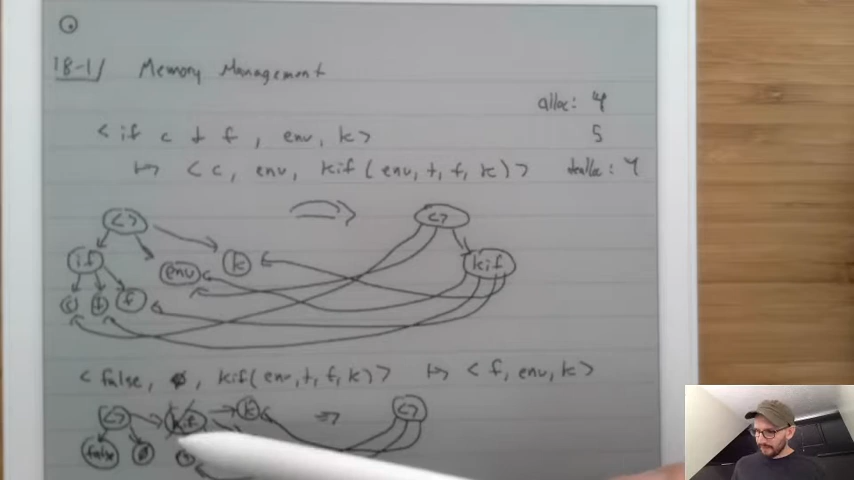 18-1/ Memory Management
alloc: 4
< if c t f , env, k >
5
↦ < c, env, kif ( env, t, f, k ) >
dealloc: 4
<> ⇒ <>
if env k kif
c t f
< false, ø, kif( env, t, f, k ) > ↦ < f, env, k >
<> kif k ⇒ <>
false ø